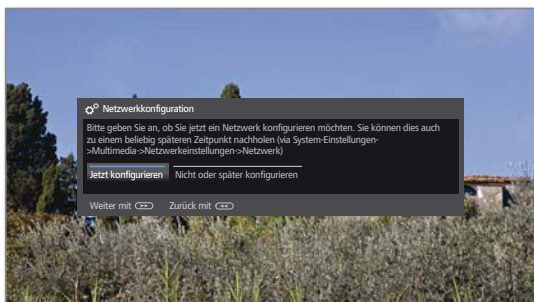 Netzwerkkonfiguration
Bitte geben Sie an, ob Sie jetzt ein Netzwerk konfigurieren möchten. Sie können dies auch
zu einem beliebig späteren Zeitpunkt nachholen (via System-Einstellungen-
>Multimedia->Netzwerkeinstellungen->Netzwerk)
Jetzt konfigurieren Nicht oder später konfigurieren
Weiter mit Zurück mit